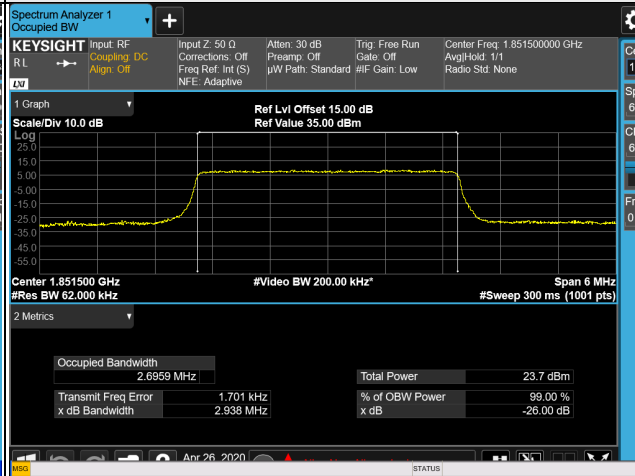 Spectrum Analyzer 1
Occupied BW
KEYSIGHT
RL
LXI
Input: RF
Coupling: DC
Align: Off
Input Z: 50 Ω
Corrections: Off
Freq Ref: Int (S)
NFE: Adaptive
Atten: 30 dB
Preamp: Off
µW Path: Standard
Trig: Free Run
Gate: Off
#IF Gain: Low
Center Freq: 1.851500000 GHz
Avg|Hold: 1/1
Radio Std: None
1 Graph
Scale/Div 10.0 dB
Ref Lvl Offset 15.00 dB
Ref Value 35.00 dBm
Log
25.0
15.0
5.00
-5.00
-15.0
-25.0
-35.0
-45.0
-55.0
Center 1.851500 GHz
#Res BW 62.000 kHz
#Video BW 200.00 kHz*
Span 6 MHz
#Sweep 300 ms (1001 pts)
2 Metrics
Occupied Bandwidth
2.6959 MHz
Transmit Freq Error 1.701 kHz
x dB Bandwidth 2.938 MHz
Total Power 23.7 dBm
% of OBW Power 99.00 %
x dB -26.00 dB
Apr 26, 2020
MSG
STATUS